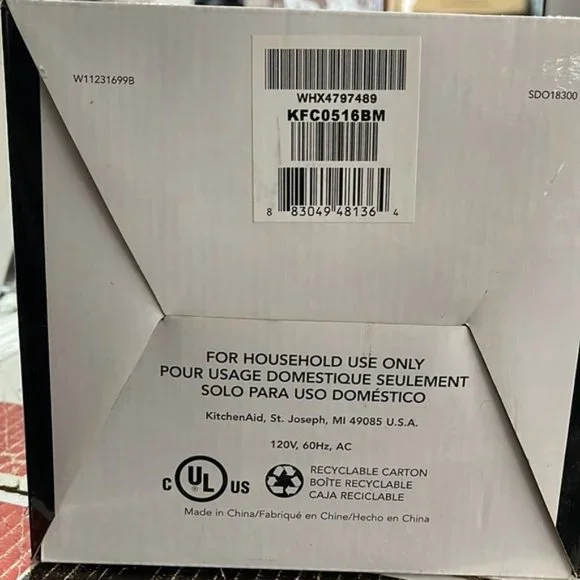 W11231699B
WHX4797489
SDO18300
KFC0516BM
8 83049 48136 4
FOR HOUSEHOLD USE ONLY
POUR USAGE DOMESTIQUE SEULEMENT
SOLO PARA USO DOMÉSTICO
KitchenAid, St. Joseph, MI 49085 U.S.A.
120V, 60Hz, AC
C UL US
RECYCLABLE CARTON
BOÎTE RECYCLABLE
CAJA RECICLABLE
Made in China/Fabriqué en Chine/Hecho en China